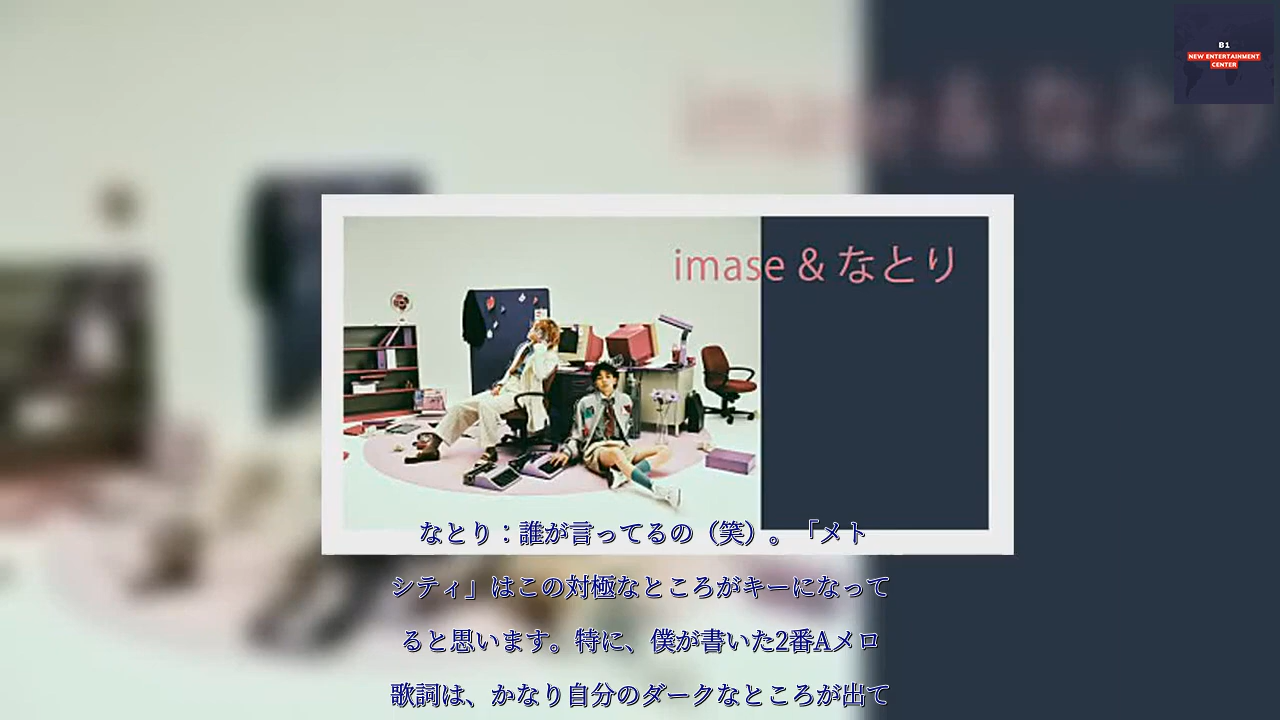 B1
NEW ENTERTAINMENT
CENTER
imase & なとり
imase & なとり
なとり：誰が言ってるの（笑）。「メト
シティ」はこの対極なところがキーになって
ると思います。特に、僕が書いた2番Aメロ
歌詞は、かなり自分のダークなところが出て